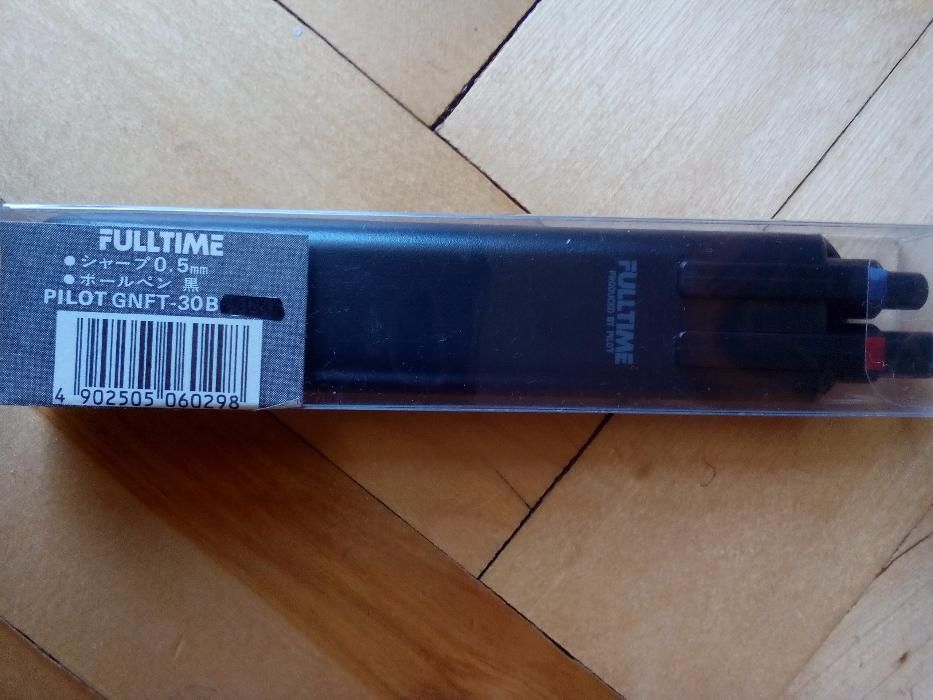 FULLTIME
● シャープ0.5mm
● ボールペン 黒
PILOT GNFT-30B
4 902505 060298
FULLTIME
PRODUCED BY PILOT